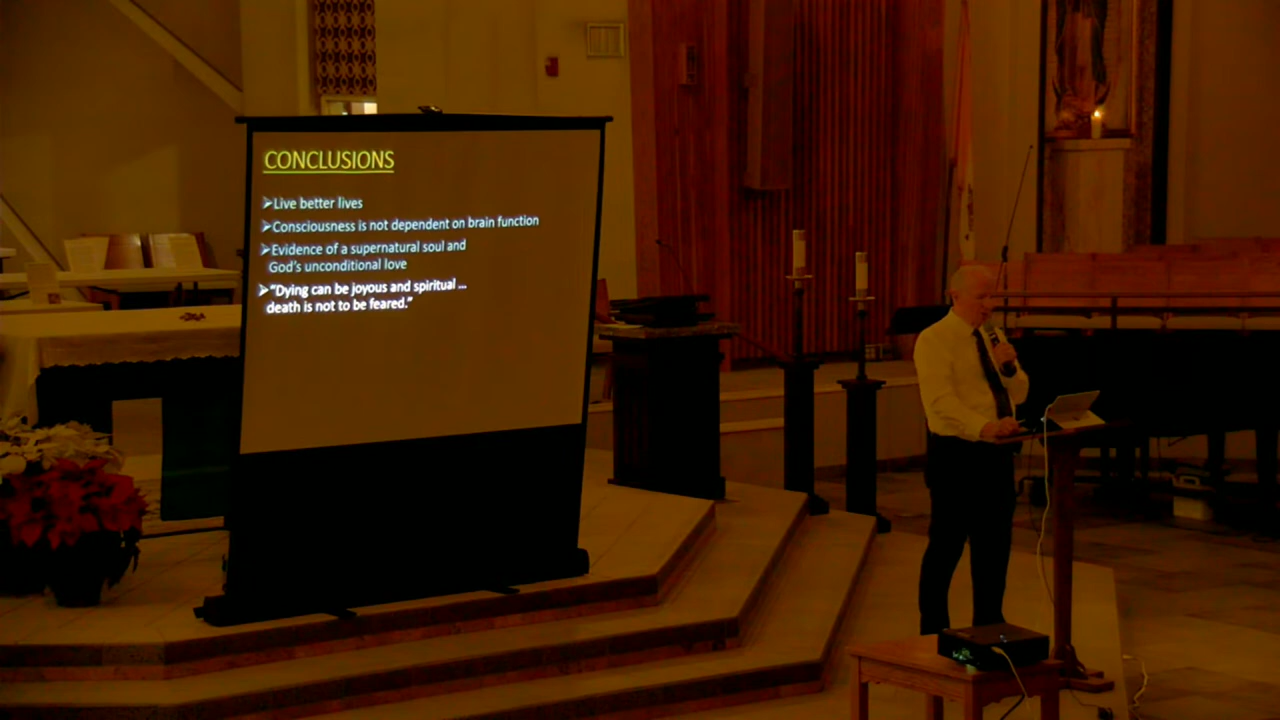 CONCLUSIONS
➢Live better lives
➢Consciousness is not dependent on brain function
➢Evidence of a supernatural soul and
God's unconditional love
➢"Dying can be joyous and spiritual ...
death is not to be feared."